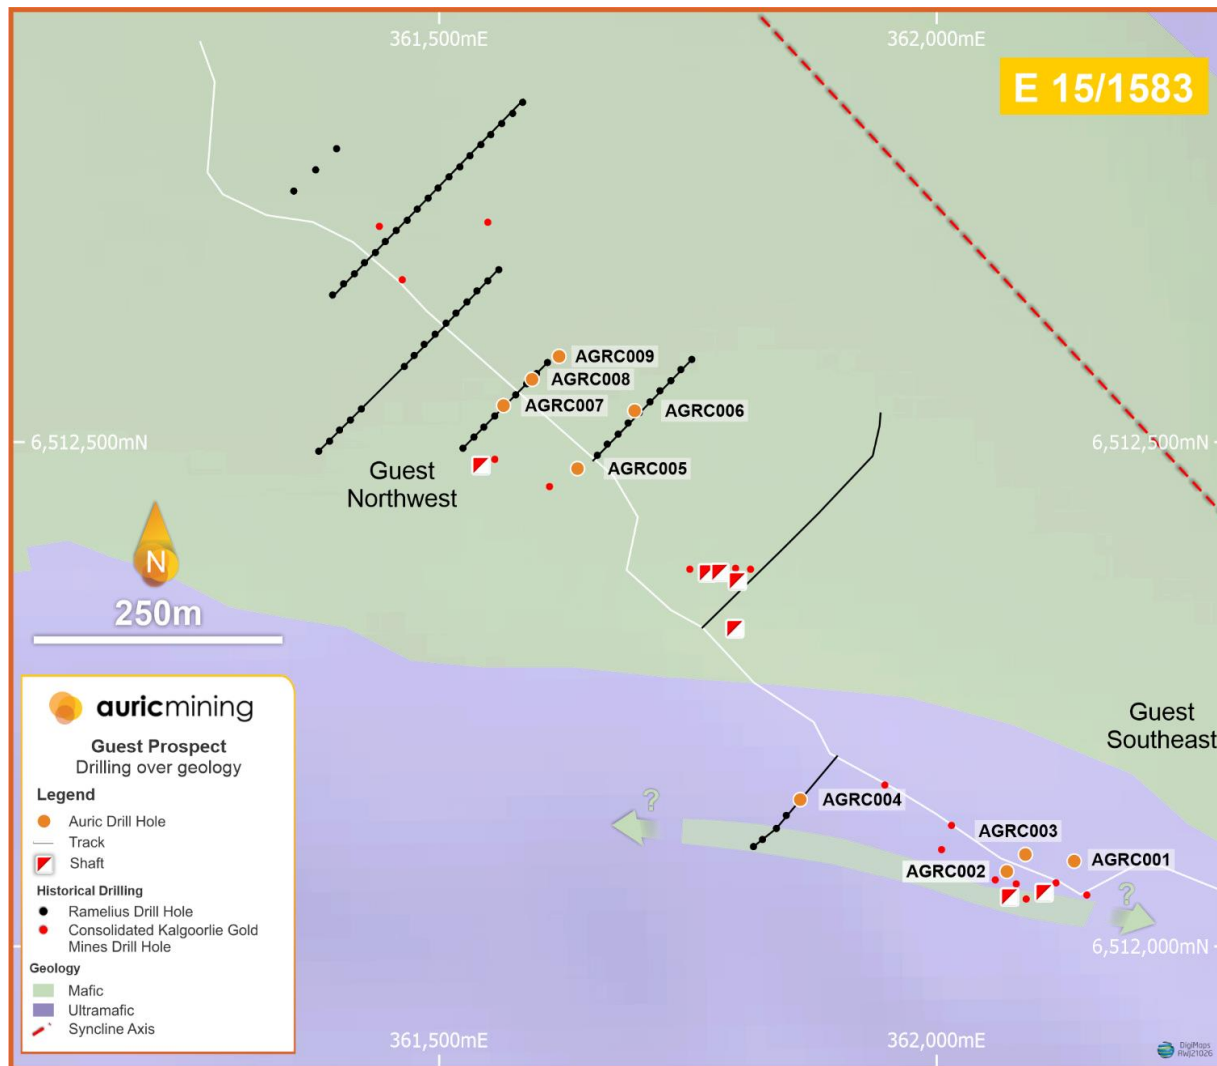 361,500mE
362,000mE
E 15/1583
AGRC009
AGRC008
AGRC007
AGRC006
6,512,500mN
6,512,500mN
Guest
Northwest
AGRC005
N
250m
auricmining
Guest Prospect
Drilling over geology
Legend
Auric Drill Hole
Track
Shaft
Historical Drilling
Ramelius Drill Hole
Consolidated Kalgoorlie Gold
Mines Drill Hole
Geology
Mafic
Ultramafic
Syncline Axis
Guest
Southeast
?
AGRC004
AGRC003
AGRC001
AGRC002
?
6,512,000mN
361,500mE
362,000mE
DigiMaps
RWJ21026